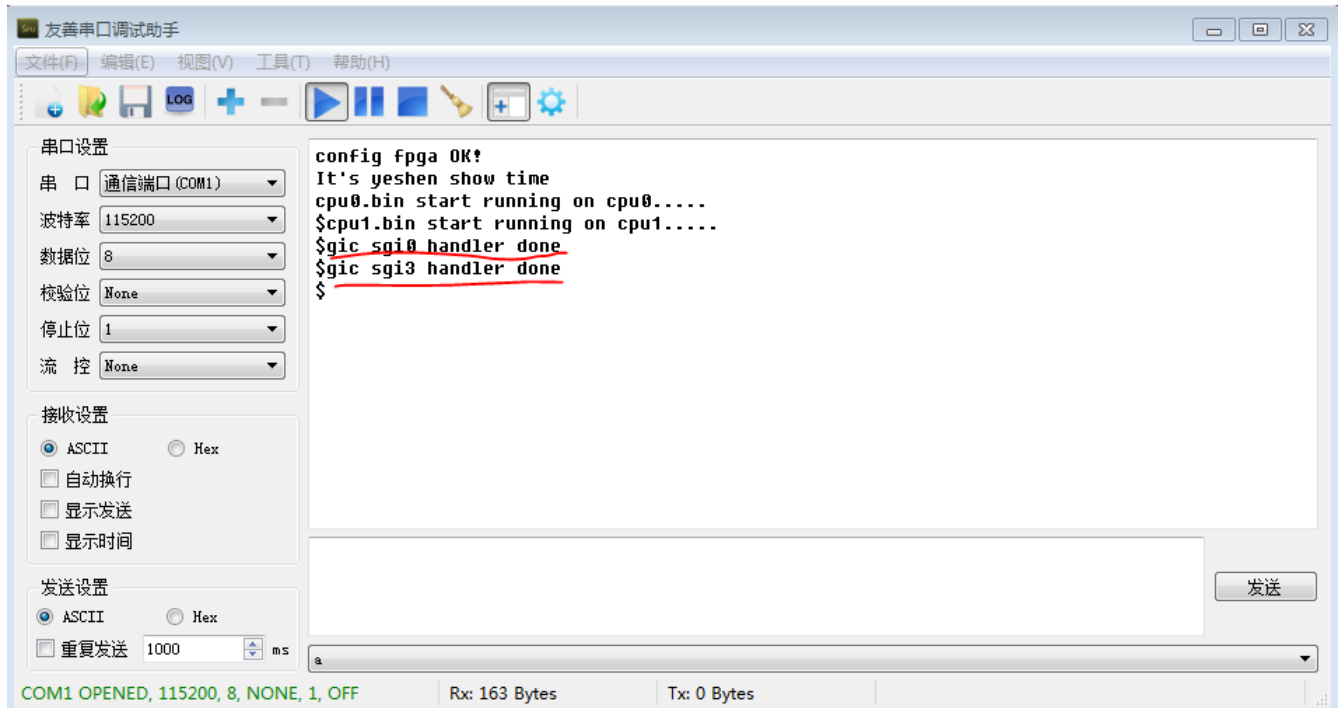 友善串口调试助手
文件(F) 编辑(E) 视图(V) 工具(T) 帮助(H)
LOG
串口设置
串 口 通信端口(COM1)
波特率 115200
数据位 8
校验位 None
停止位 1
流 控 None
接收设置
ASCII Hex
自动换行
显示发送
显示时间
发送设置
ASCII Hex
重复发送 1000 ms
config fpga OK!
It's yeshen show time
cpu0.bin start running on cpu0.....
$cpu1.bin start running on cpu1.....
$gic sgi0 handler done
$gic sgi3 handler done
$
发送
a
COM1 OPENED, 115200, 8, NONE, 1, OFF Rx: 163 Bytes Tx: 0 Bytes